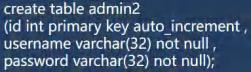 create table admin2
(id int primary key auto_increment ,
username varchar(32) not null ,
password varchar(32) not null);